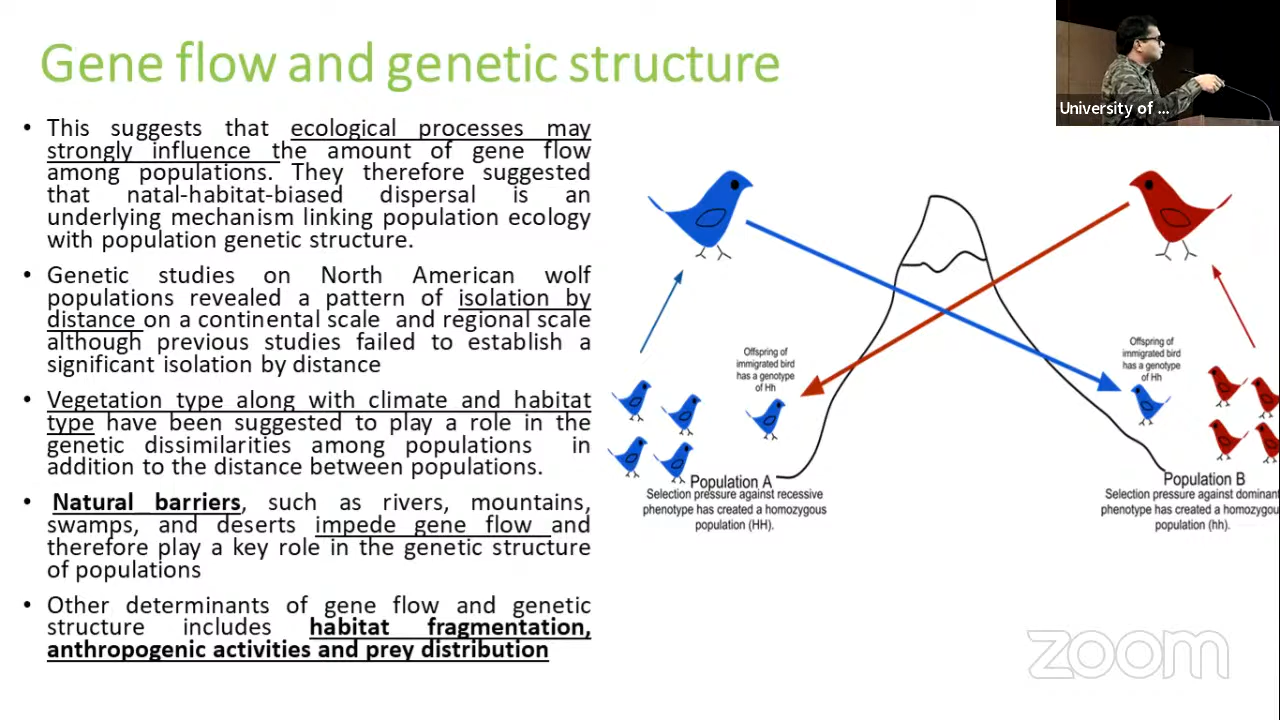 Gene flow and genetic structure
University of ...
• This suggests that ecological processes may
strongly influence the amount of gene flow
among populations. They therefore suggested
that natal-habitat-biased dispersal is an
underlying mechanism linking population ecology
with population genetic structure.
• Genetic studies on North American wolf
populations revealed a pattern of isolation by
distance on a continental scale and regional scale
although previous studies failed to establish a
significant isolation by distance
• Vegetation type along with climate and habitat
type have been suggested to play a role in the
genetic dissimilarities among populations in
addition to the distance between populations.
• Natural barriers, such as rivers, mountains,
swamps, and deserts impede gene flow and
therefore play a key role in the genetic structure
of populations
• Other determinants of gene flow and genetic
structure includes habitat fragmentation,
anthropogenic activities and prey distribution
Offspring of
immigrated bird
has a genotype
of Hh
Offspring of
immigrated bird
has a genotype
of Hh
Population A
Selection pressure against recessive
phenotype has created a homozygous
population (HH).
Population B
Selection pressure against dominant
phenotype has created a homozygous
population (hh).
zoom